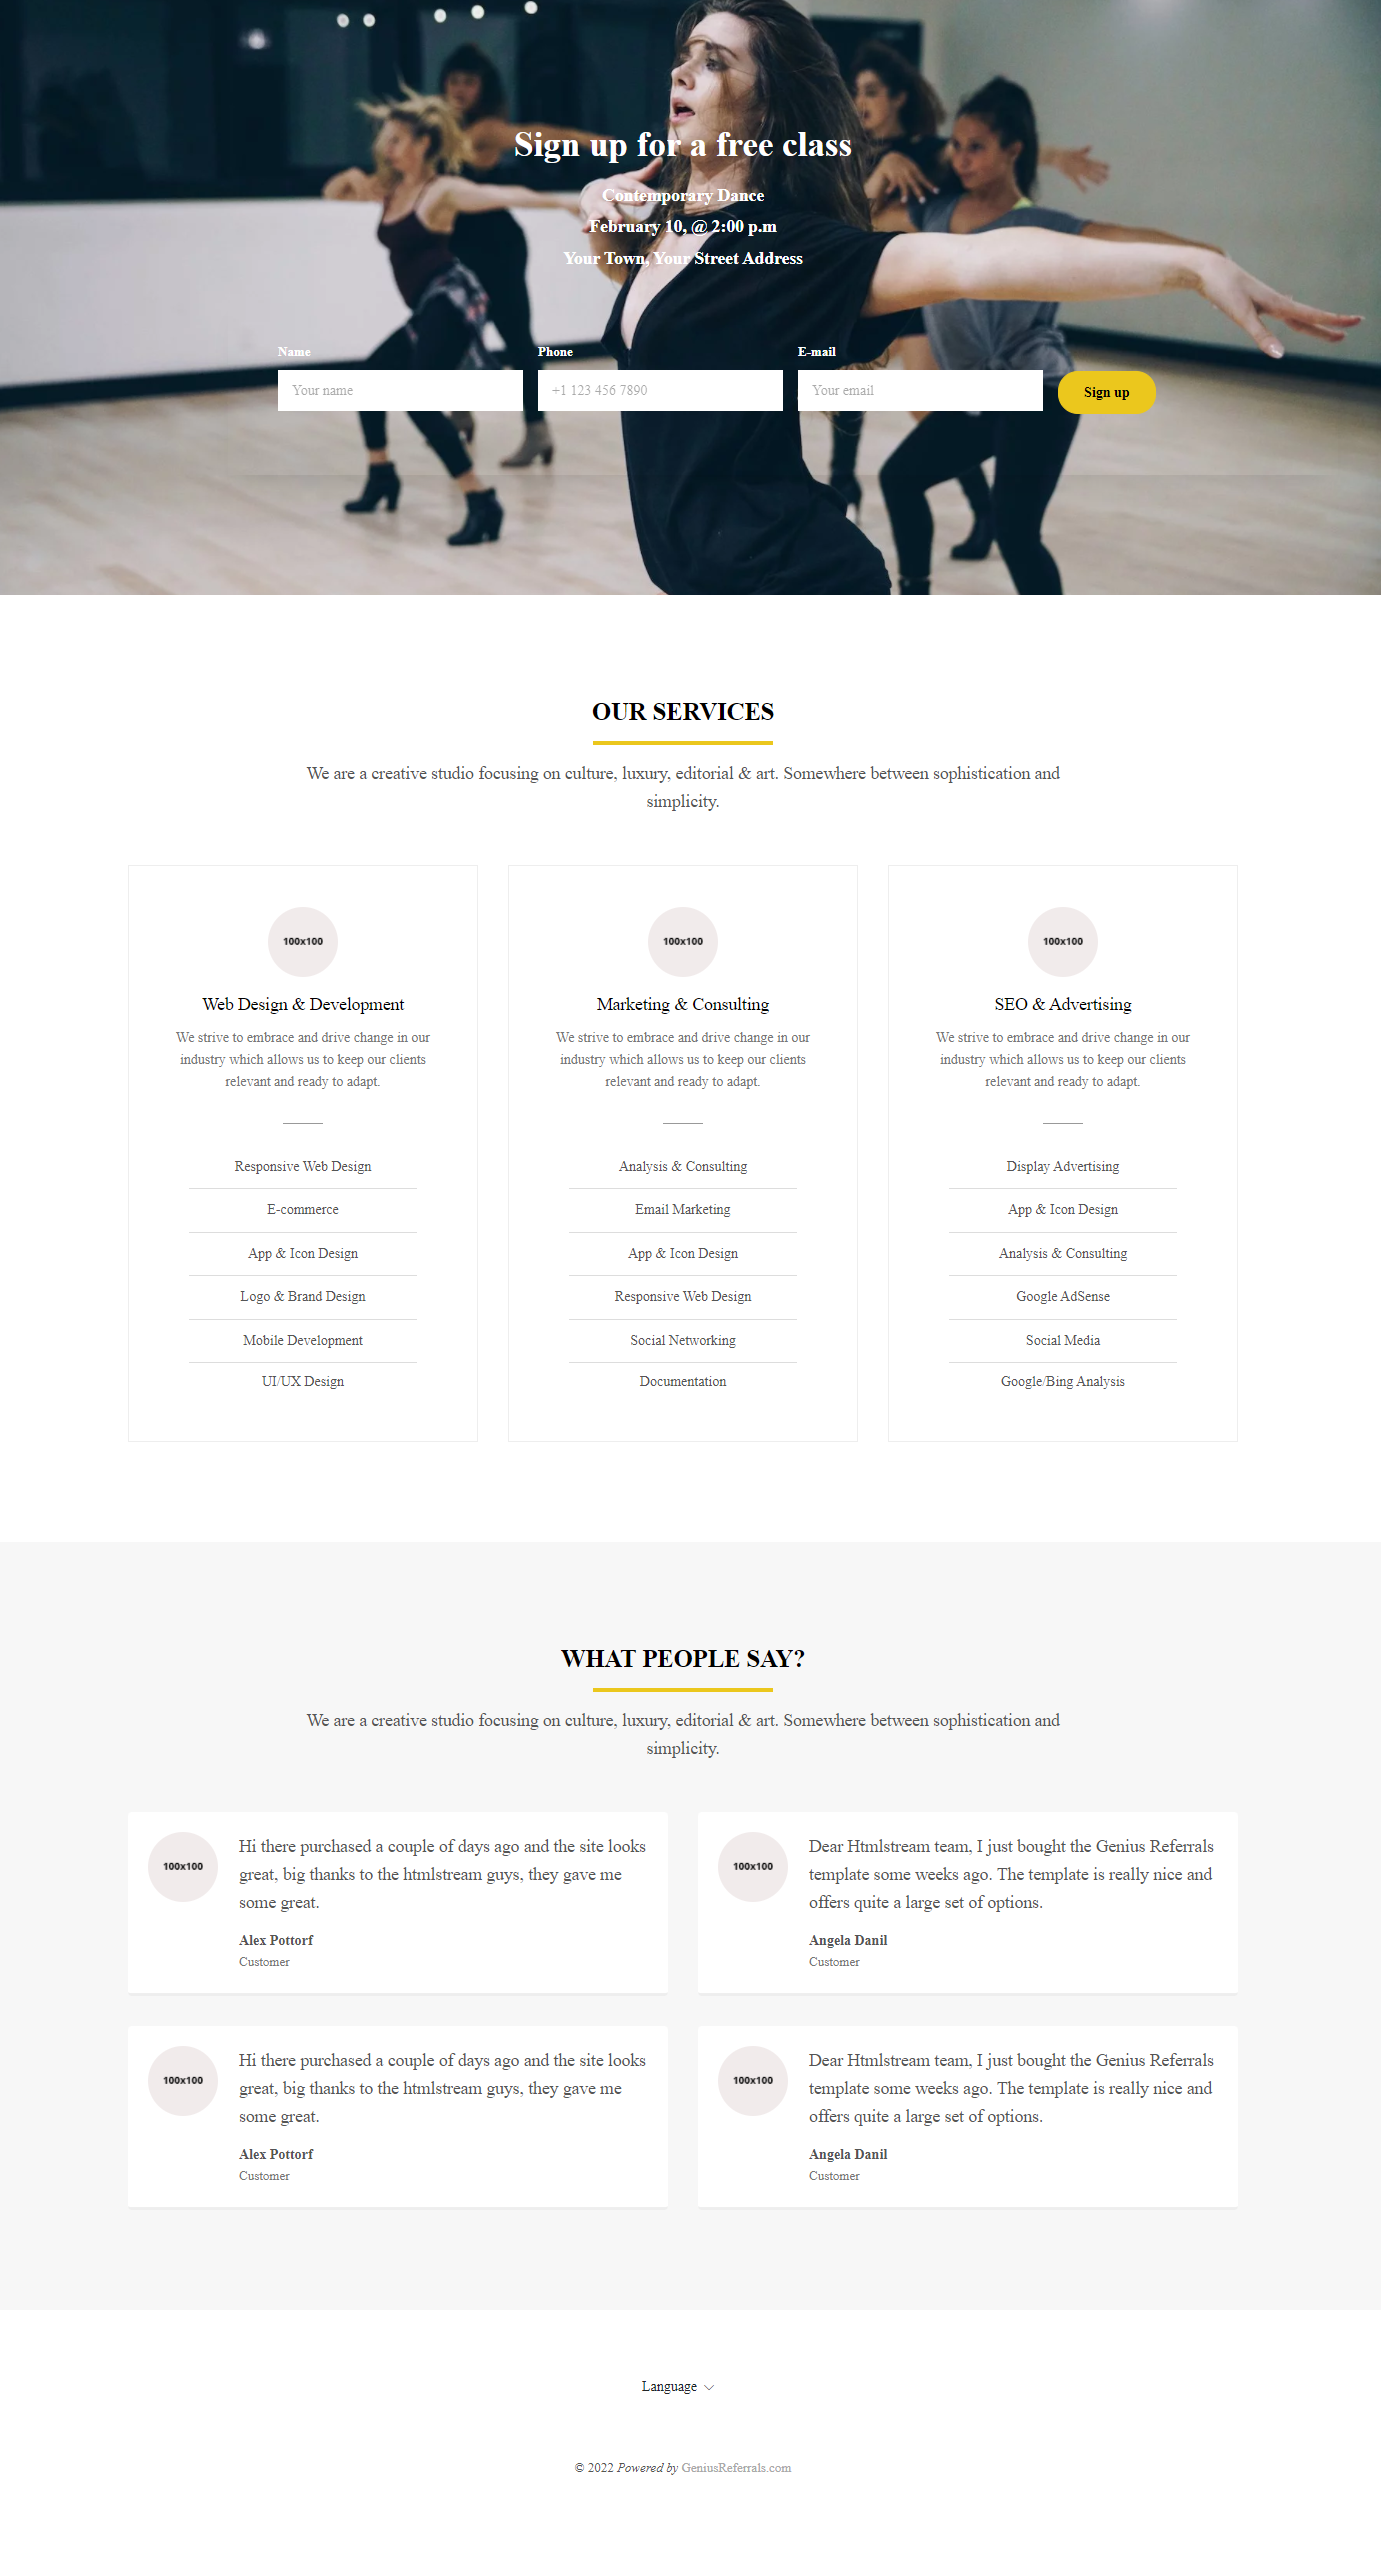 Sign up for a free class
Contemporary Dance
February 10, @ 2:00 p.m
Your Town, Your Street Address
Name
Phone
E-mail
Your name
+1 123 456 7890
Your email
Sign up
OUR SERVICES
We are a creative studio focusing on culture, luxury, editorial & art. Somewhere between sophistication and
simplicity.
100x100
Web Design & Development
We strive to embrace and drive change in our
industry which allows us to keep our clients
relevant and ready to adapt.
Responsive Web Design
E-commerce
App & Icon Design
Logo & Brand Design
Mobile Development
UI/UX Design
100x100
Marketing & Consulting
We strive to embrace and drive change in our
industry which allows us to keep our clients
relevant and ready to adapt.
Analysis & Consulting
Email Marketing
App & Icon Design
Responsive Web Design
Social Networking
Documentation
100x100
SEO & Advertising
We strive to embrace and drive change in our
industry which allows us to keep our clients
relevant and ready to adapt.
Display Advertising
App & Icon Design
Analysis & Consulting
Google AdSense
Social Media
Google/Bing Analysis
WHAT PEOPLE SAY?
We are a creative studio focusing on culture, luxury, editorial & art. Somewhere between sophistication and
simplicity.
100x100
Hi there purchased a couple of days ago and the site looks
great, big thanks to the htmlstream guys, they gave me
some great.
Alex Pottorf
Customer
100x100
Dear Htmlstream team, I just bought the Genius Referrals
template some weeks ago. The template is really nice and
offers quite a large set of options.
Angela Danil
Customer
100x100
Hi there purchased a couple of days ago and the site looks
great, big thanks to the htmlstream guys, they gave me
some great.
Alex Pottorf
Customer
100x100
Dear Htmlstream team, I just bought the Genius Referrals
template some weeks ago. The template is really nice and
offers quite a large set of options.
Angela Danil
Customer
Language
© 2022 Powered by GeniusReferrals.com